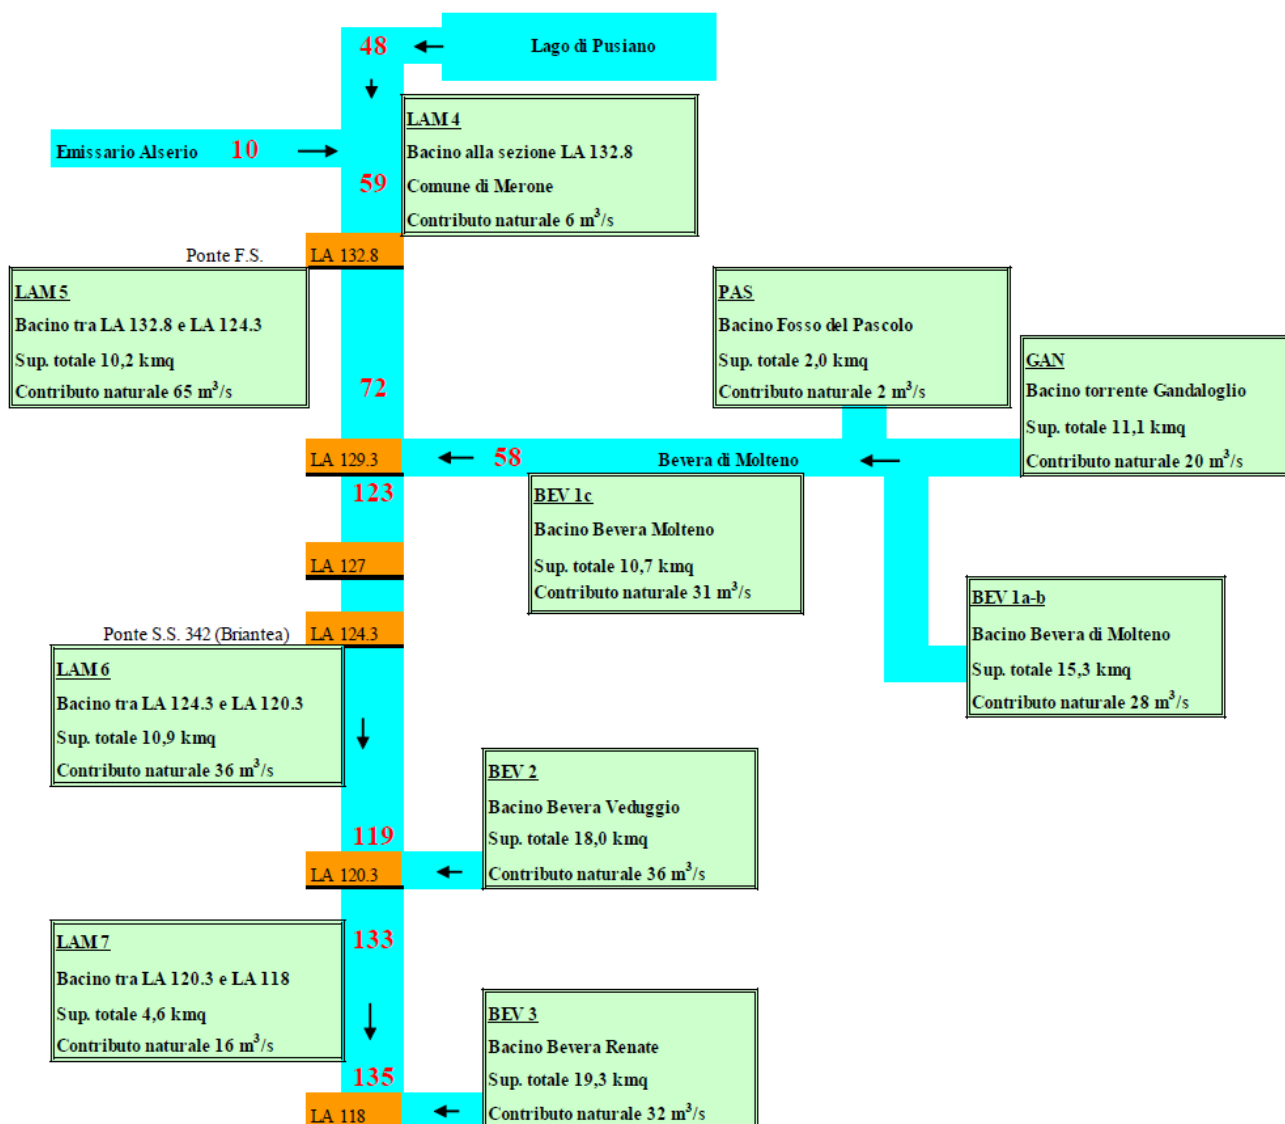 48
Lago di Pusiano
LAM 4
Bacino alla sezione LA 132.8
Comune di Merone
Contributo naturale 6 m³/s
Emissario Alserio 10
59
Ponte F.S.
LA 132.8
LAM 5
Bacino tra LA 132.8 e LA 124.3
Sup. totale 10,2 kmq
Contributo naturale 65 m³/s
72
PAS
Bacino Fosso del Pascolo
Sup. totale 2,0 kmq
Contributo naturale 2 m³/s
GAN
Bacino torrente Gandaloglio
Sup. totale 11,1 kmq
Contributo naturale 20 m³/s
LA 129.3
58
Bevera di Molteno
123
BEV 1c
Bacino Bevera Molteno
Sup. totale 10,7 kmq
Contributo naturale 31 m³/s
LA 127
BEV 1a-b
Bacino Bevera di Molteno
Sup. totale 15,3 kmq
Contributo naturale 28 m³/s
Ponte S.S. 342 (Briantea)
LA 124.3
LAM 6
Bacino tra LA 124.3 e LA 120.3
Sup. totale 10,9 kmq
Contributo naturale 36 m³/s
119
BEV 2
Bacino Bevera Veduggio
Sup. totale 18,0 kmq
Contributo naturale 36 m³/s
LA 120.3
133
LAM 7
Bacino tra LA 120.3 e LA 118
Sup. totale 4,6 kmq
Contributo naturale 16 m³/s
135
BEV 3
Bacino Bevera Renate
Sup. totale 19,3 kmq
Contributo naturale 32 m³/s
LA 118